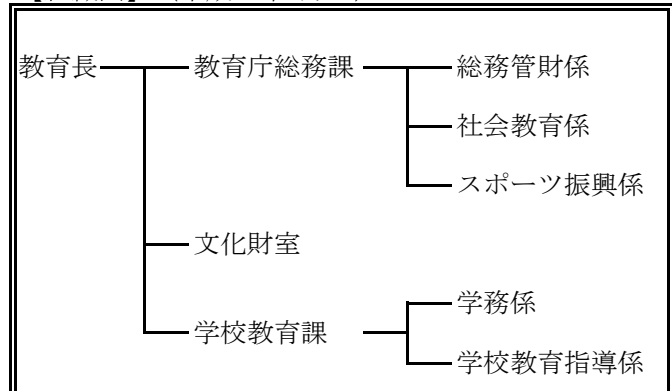 教育長 教育庁総務課 総務管財係
社会教育係
スポーツ振興係
文化財室
学務係
学校教育課
学校教育指導係